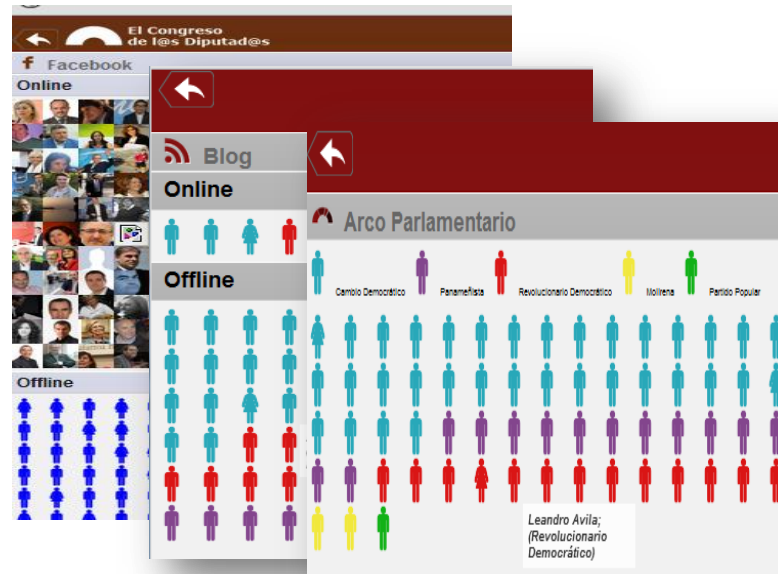 El Congreso
de l@s Diputad@s
f Facebook
Online
Offline
Blog
Online
Offline
Arco Parlamentario
Cambio Democrático
Panameñista
Revolucionario Democrático
Molirena
Partido Popular
Leandro Avila;
(Revolucionario
Democrático)